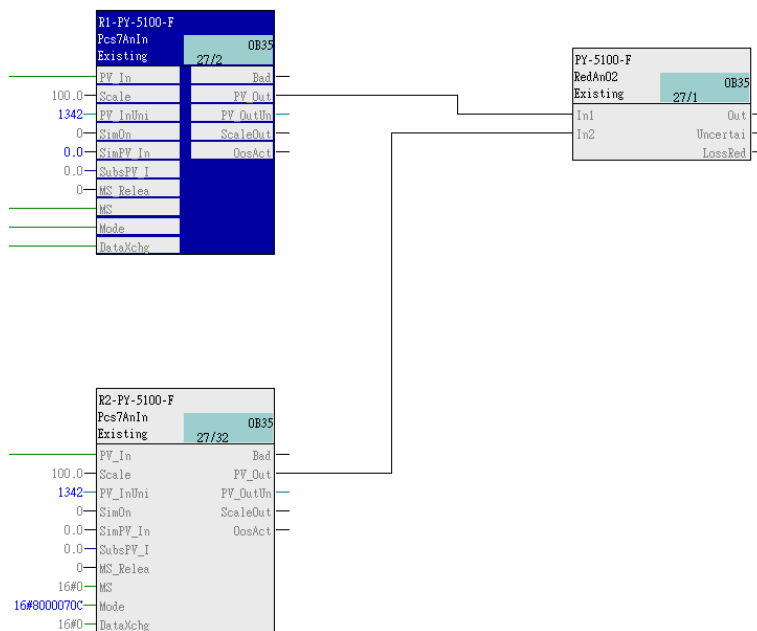 R1-PY-5100-F
Pcs7AnIn
Existing
OB35
27/2
PV_In
Bad
100.0
Scale
PV_Out
1342
PV_InUni
PV_OutUn
0
SimOn
ScaleOut
0.0
SimPV_In
OosAct
0.0
SubsPV_I
0
MS_Relea
MS
Mode
DataXchg
PY-5100-F
RedAnO2
Existing
OB35
27/1
In1
Out
In2
Uncertai
LossRed
R2-PY-5100-F
Pcs7AnIn
Existing
OB35
27/32
PV_In
Bad
100.0
Scale
PV_Out
1342
PV_InUni
PV_OutUn
0
SimOn
ScaleOut
0.0
SimPV_In
OosAct
0.0
SubsPV_I
0
MS_Relea
16#0
MS
16#8000070C
Mode
16#0
DataXchg